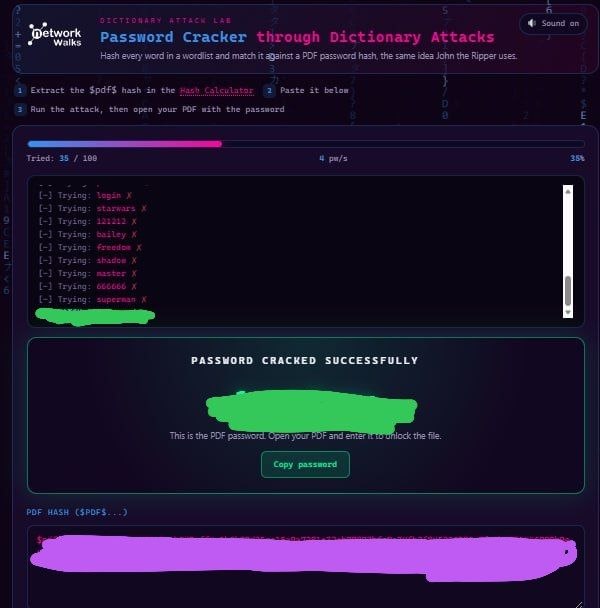 network
walks
DICTIONARY ATTACK LAB
Password Cracker through Dictionary Attacks
Hash every word in a wordlist and match it against a PDF password hash, the same idea John the Ripper uses.
Sound on
1 Extract the $pdf$ hash in the Hash Calculator 2 Paste it below
3 Run the attack, then open your PDF with the password
Tried: 35 / 100 4 pw/s 35%
[~] Trying: login ✗
[~] Trying: starwars ✗
[~] Trying: 121212 ✗
[~] Trying: bailey ✗
[~] Trying: freedom ✗
[~] Trying: shadow ✗
[~] Trying: master ✗
[~] Trying: 666666 ✗
[~] Trying: superman ✗
PASSWORD CRACKED SUCCESSFULLY
This is the PDF password. Open your PDF and enter it to unlock the file.
Copy password
PDF HASH ($PDF$...)